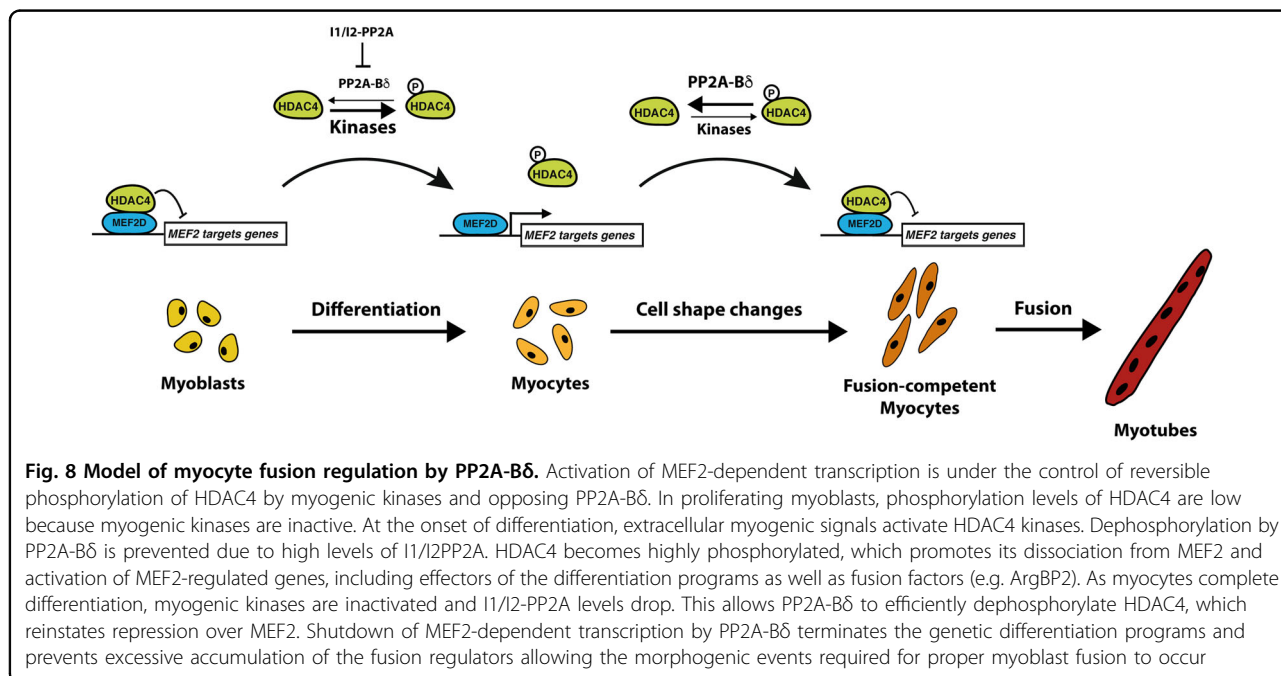 I1/I2-PP2A
PP2A-Bδ
HDAC4
P
HDAC4
Kinases
PP2A-Bδ
HDAC4
P
HDAC4
Kinases
HDAC4
MEF2D
MEF2 targets genes
P
HDAC4
MEF2D
MEF2 targets genes
HDAC4
MEF2D
MEF2 targets genes
Differentiation
Cell shape changes
Fusion
Myoblasts
Myocytes
Fusion-competent
Myocytes
Myotubes
Fig. 8 Model of myocyte fusion regulation by PP2A-Bδ. Activation of MEF2-dependent transcription is under the control of reversible
phosphorylation of HDAC4 by myogenic kinases and opposing PP2A-Bδ. In proliferating myoblasts, phosphorylation levels of HDAC4 are low
because myogenic kinases are inactive. At the onset of differentiation, extracellular myogenic signals activate HDAC4 kinases. Dephosphorylation by
PP2A-Bδ is prevented due to high levels of I1/I2PP2A. HDAC4 becomes highly phosphorylated, which promotes its dissociation from MEF2 and
activation of MEF2-regulated genes, including effectors of the differentiation programs as well as fusion factors (e.g. ArgBP2). As myocytes complete
differentiation, myogenic kinases are inactivated and I1/I2-PP2A levels drop. This allows PP2A-Bδ to efficiently dephosphorylate HDAC4, which
reinstates repression over MEF2. Shutdown of MEF2-dependent transcription by PP2A-Bδ terminates the genetic differentiation programs and
prevents excessive accumulation of the fusion regulators allowing the morphogenic events required for proper myoblast fusion to occur